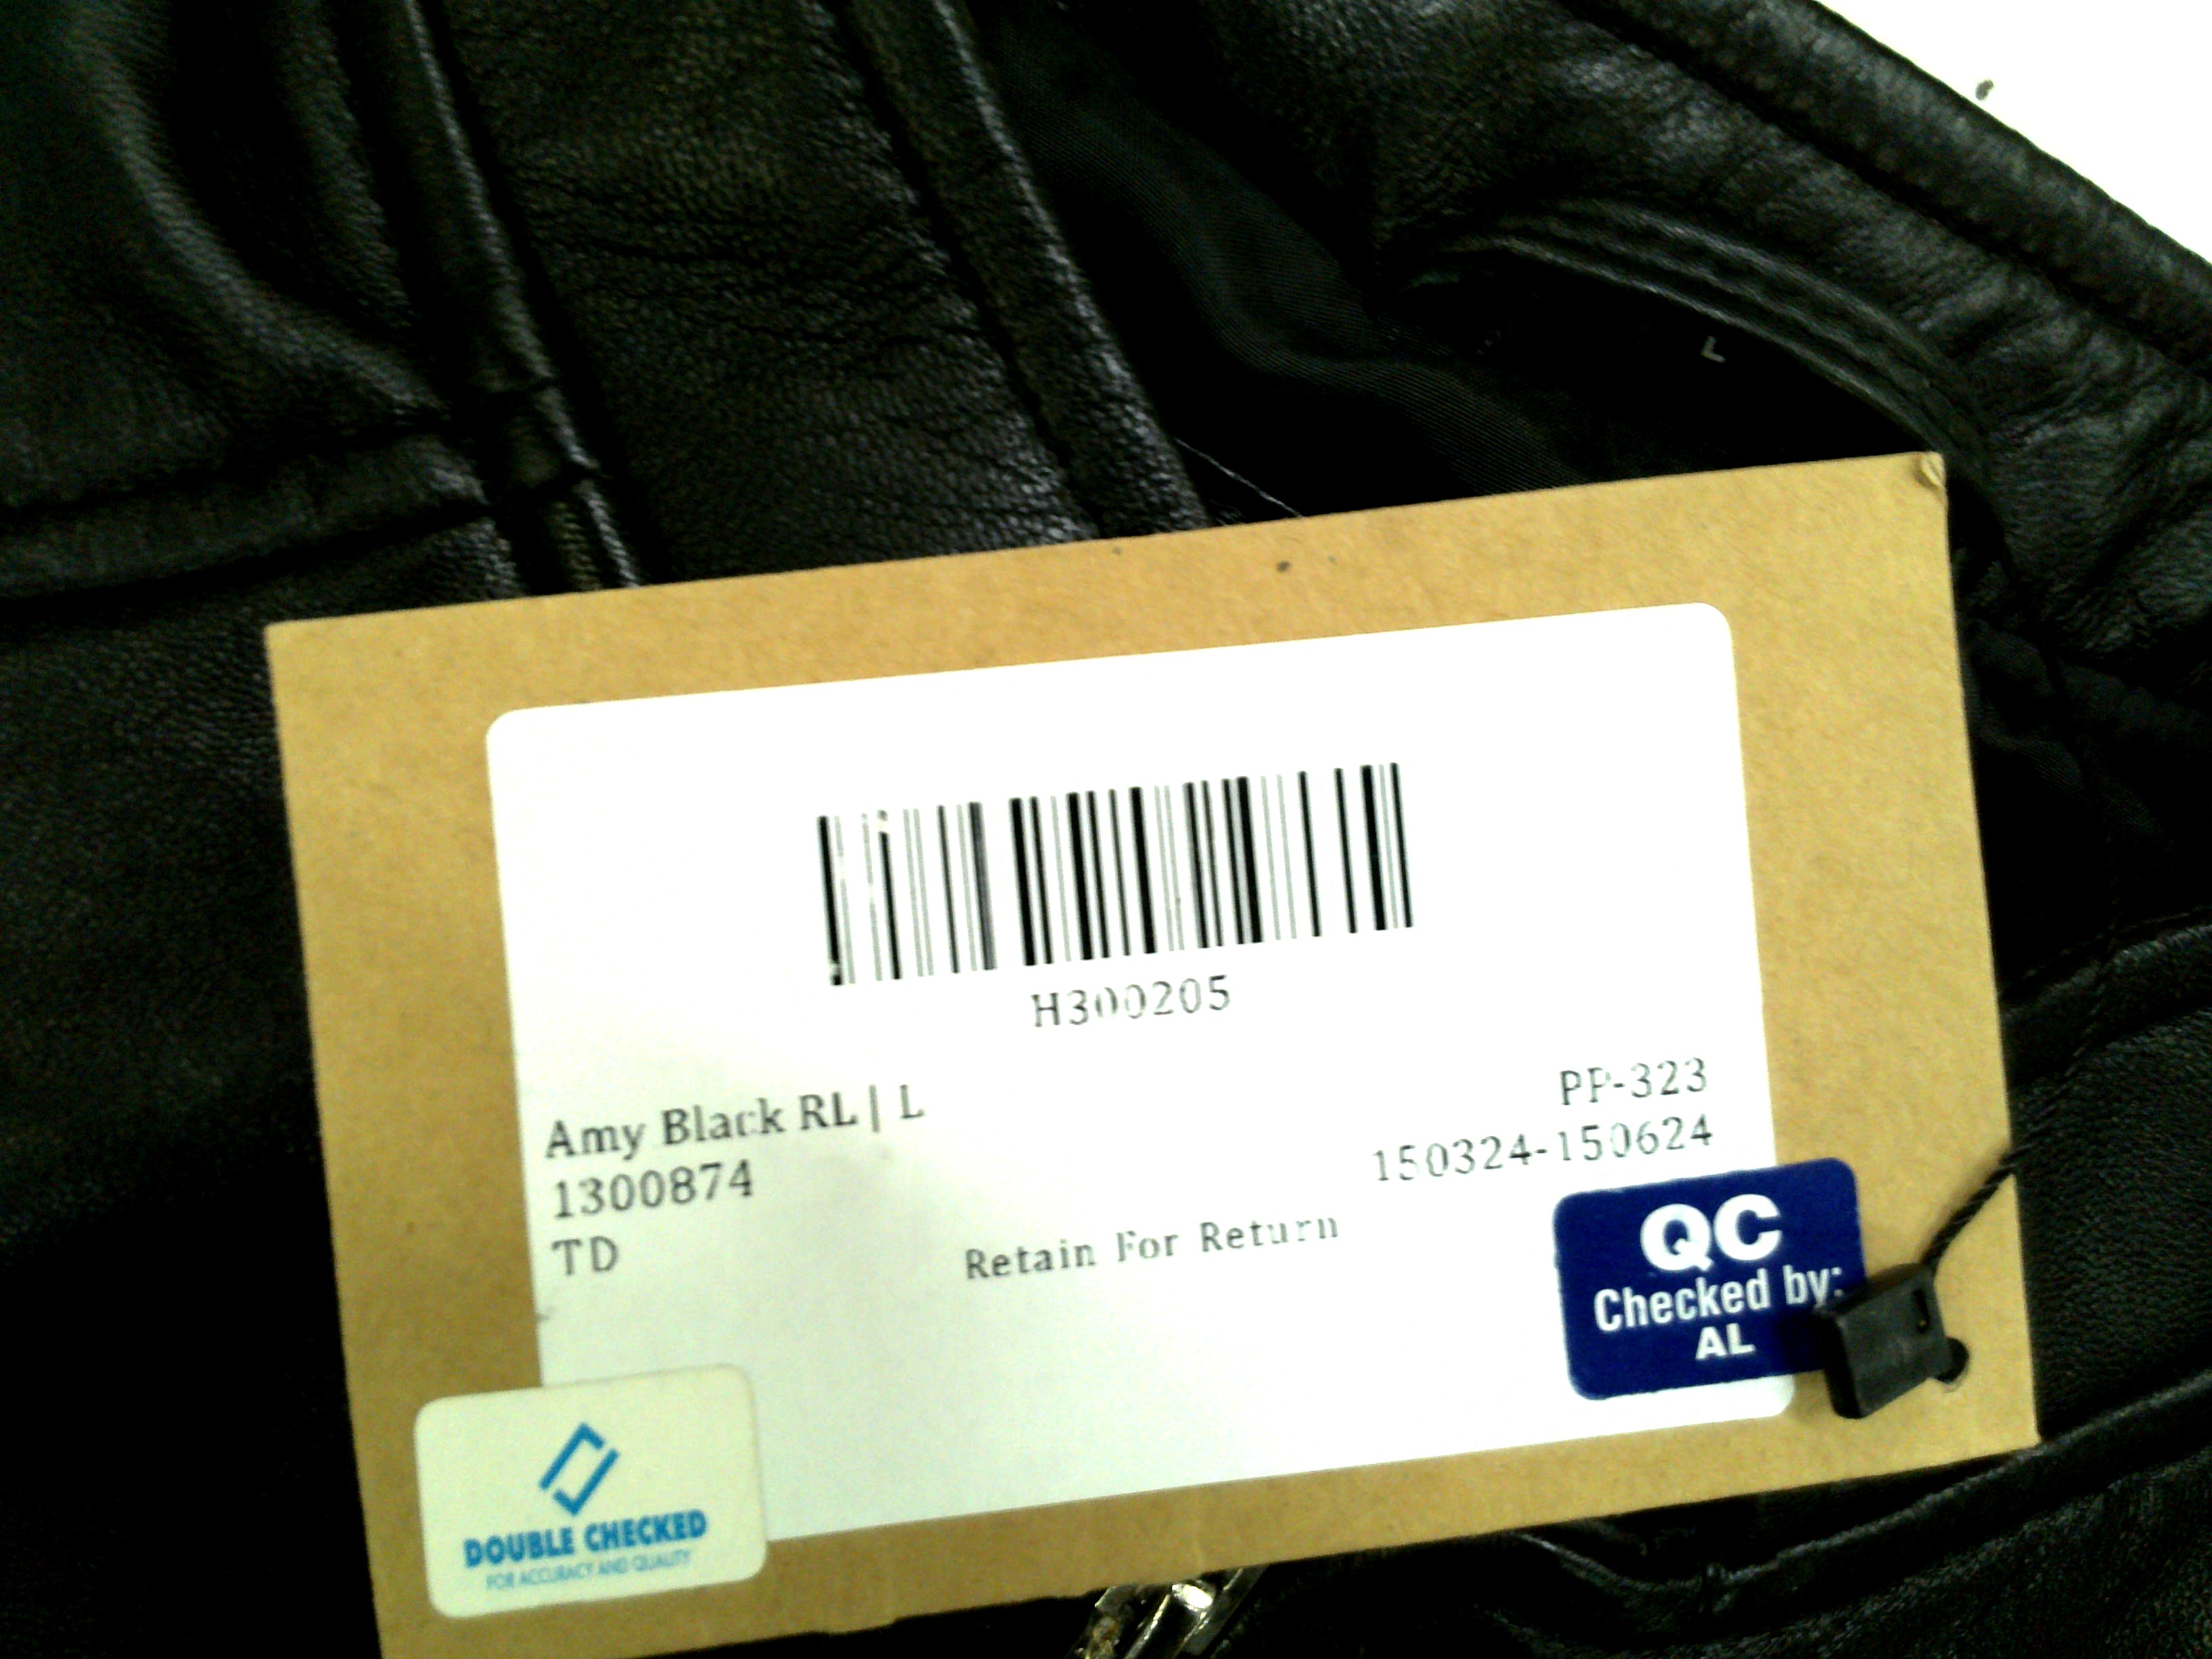 L
H300205
Amy Black RL | L
1300874
TD
PP-323
150324-150624
Retain For Return
QC
Checked by:
AL
DOUBLE CHECKED
FOR ACCURACY AND QUALITY